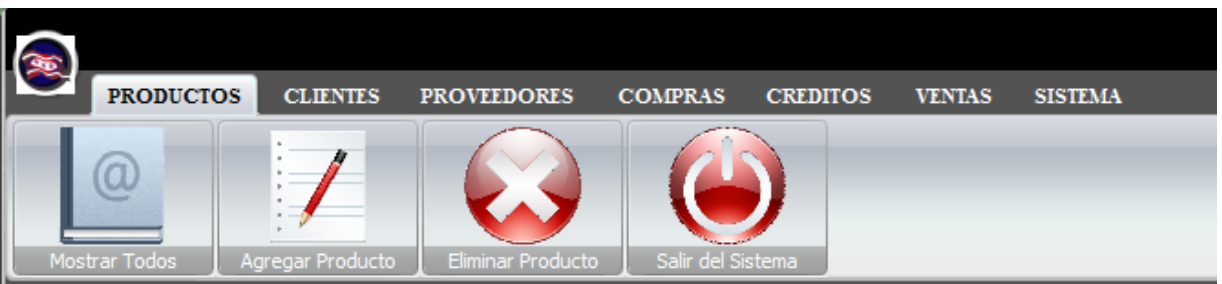 PRODUCTOS CLIENTES PROVEEDORES COMPRAS CREDITOS VENTAS SISTEMA
@
Mostrar Todos Agregar Producto Eliminar Producto Salir del Sistema